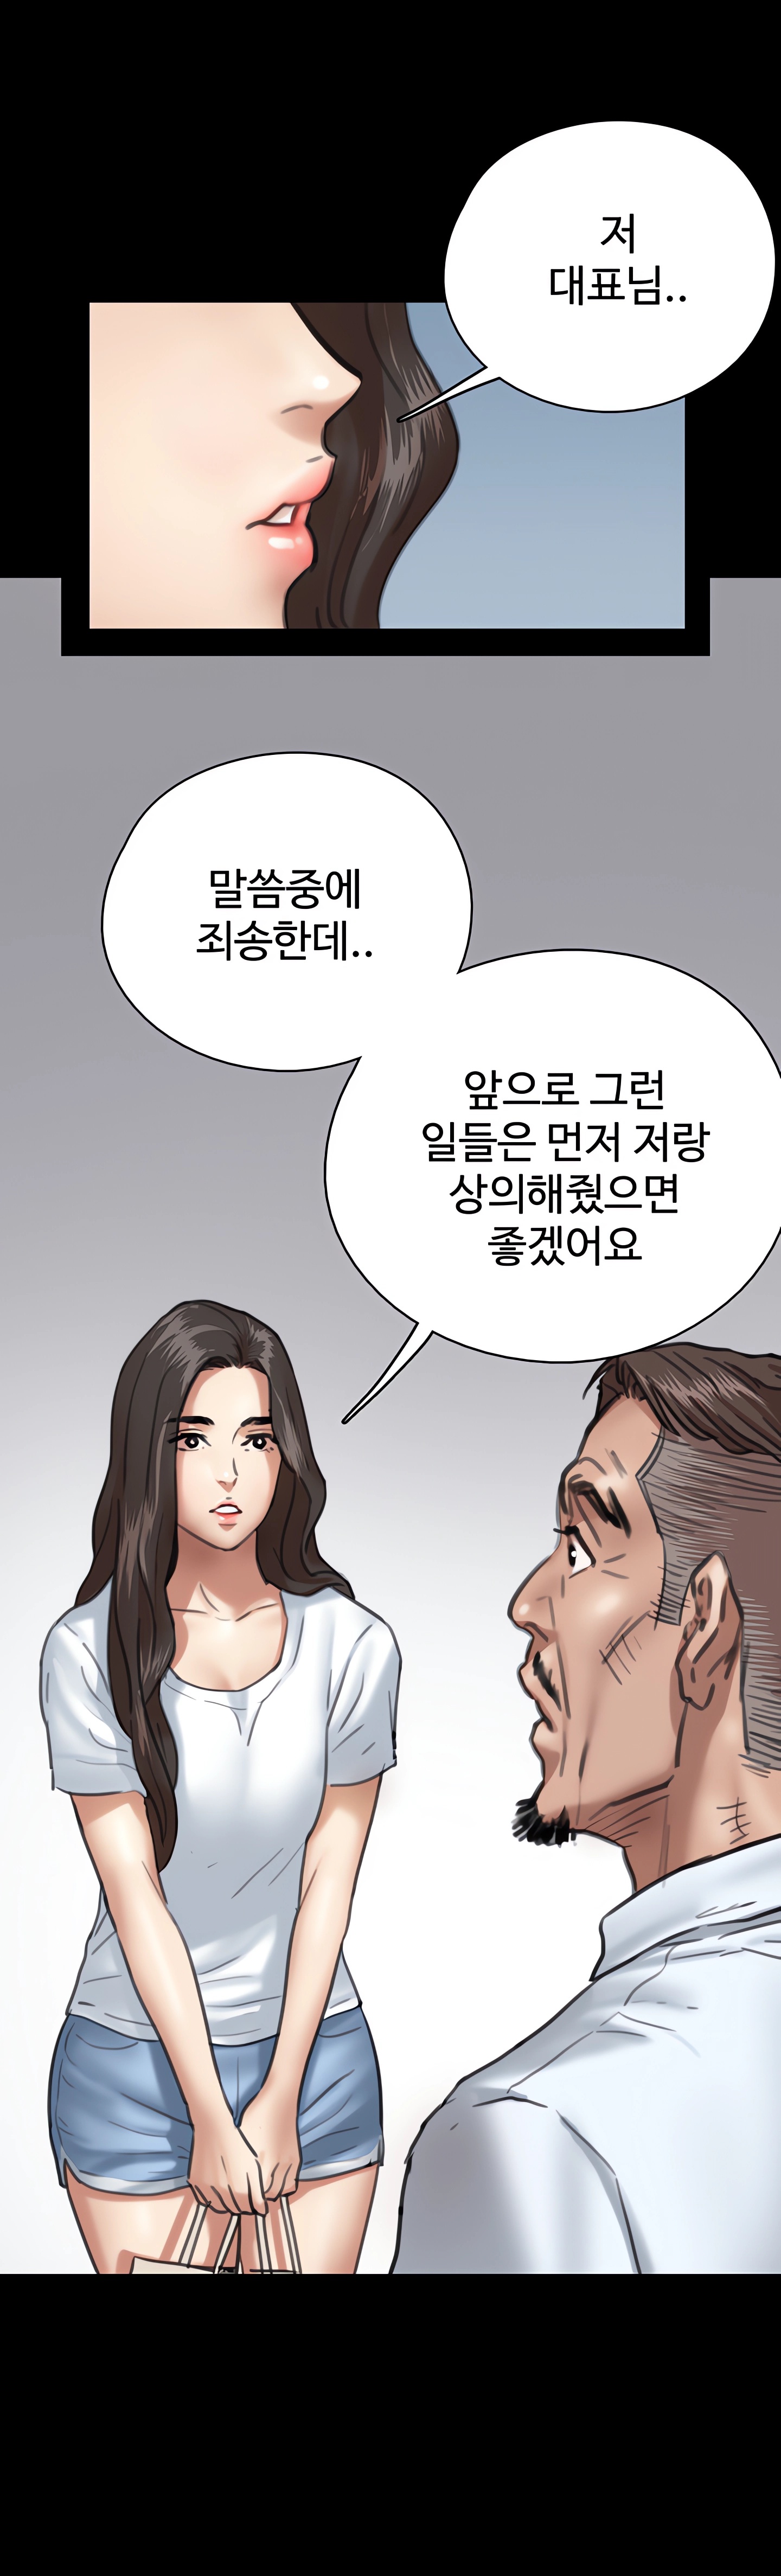 저
대표님..
말씀중에
죄송한데..
앞으로 그런
일들은 먼저 저랑
상의해줬으면
좋겠어요